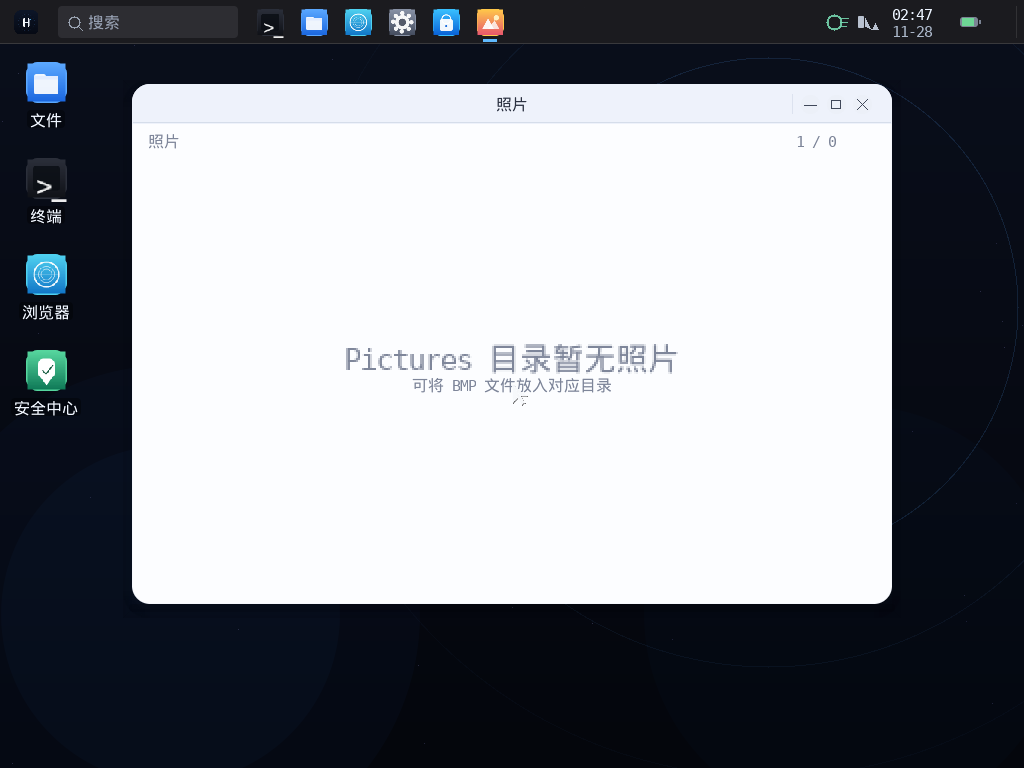 H
搜索
>_
02:47
11-28
文件
>_
终端
浏览器
安全中心
照片
照片
1 / 0
Pictures 目录暂无照片
可将 BMP 文件放入对应目录